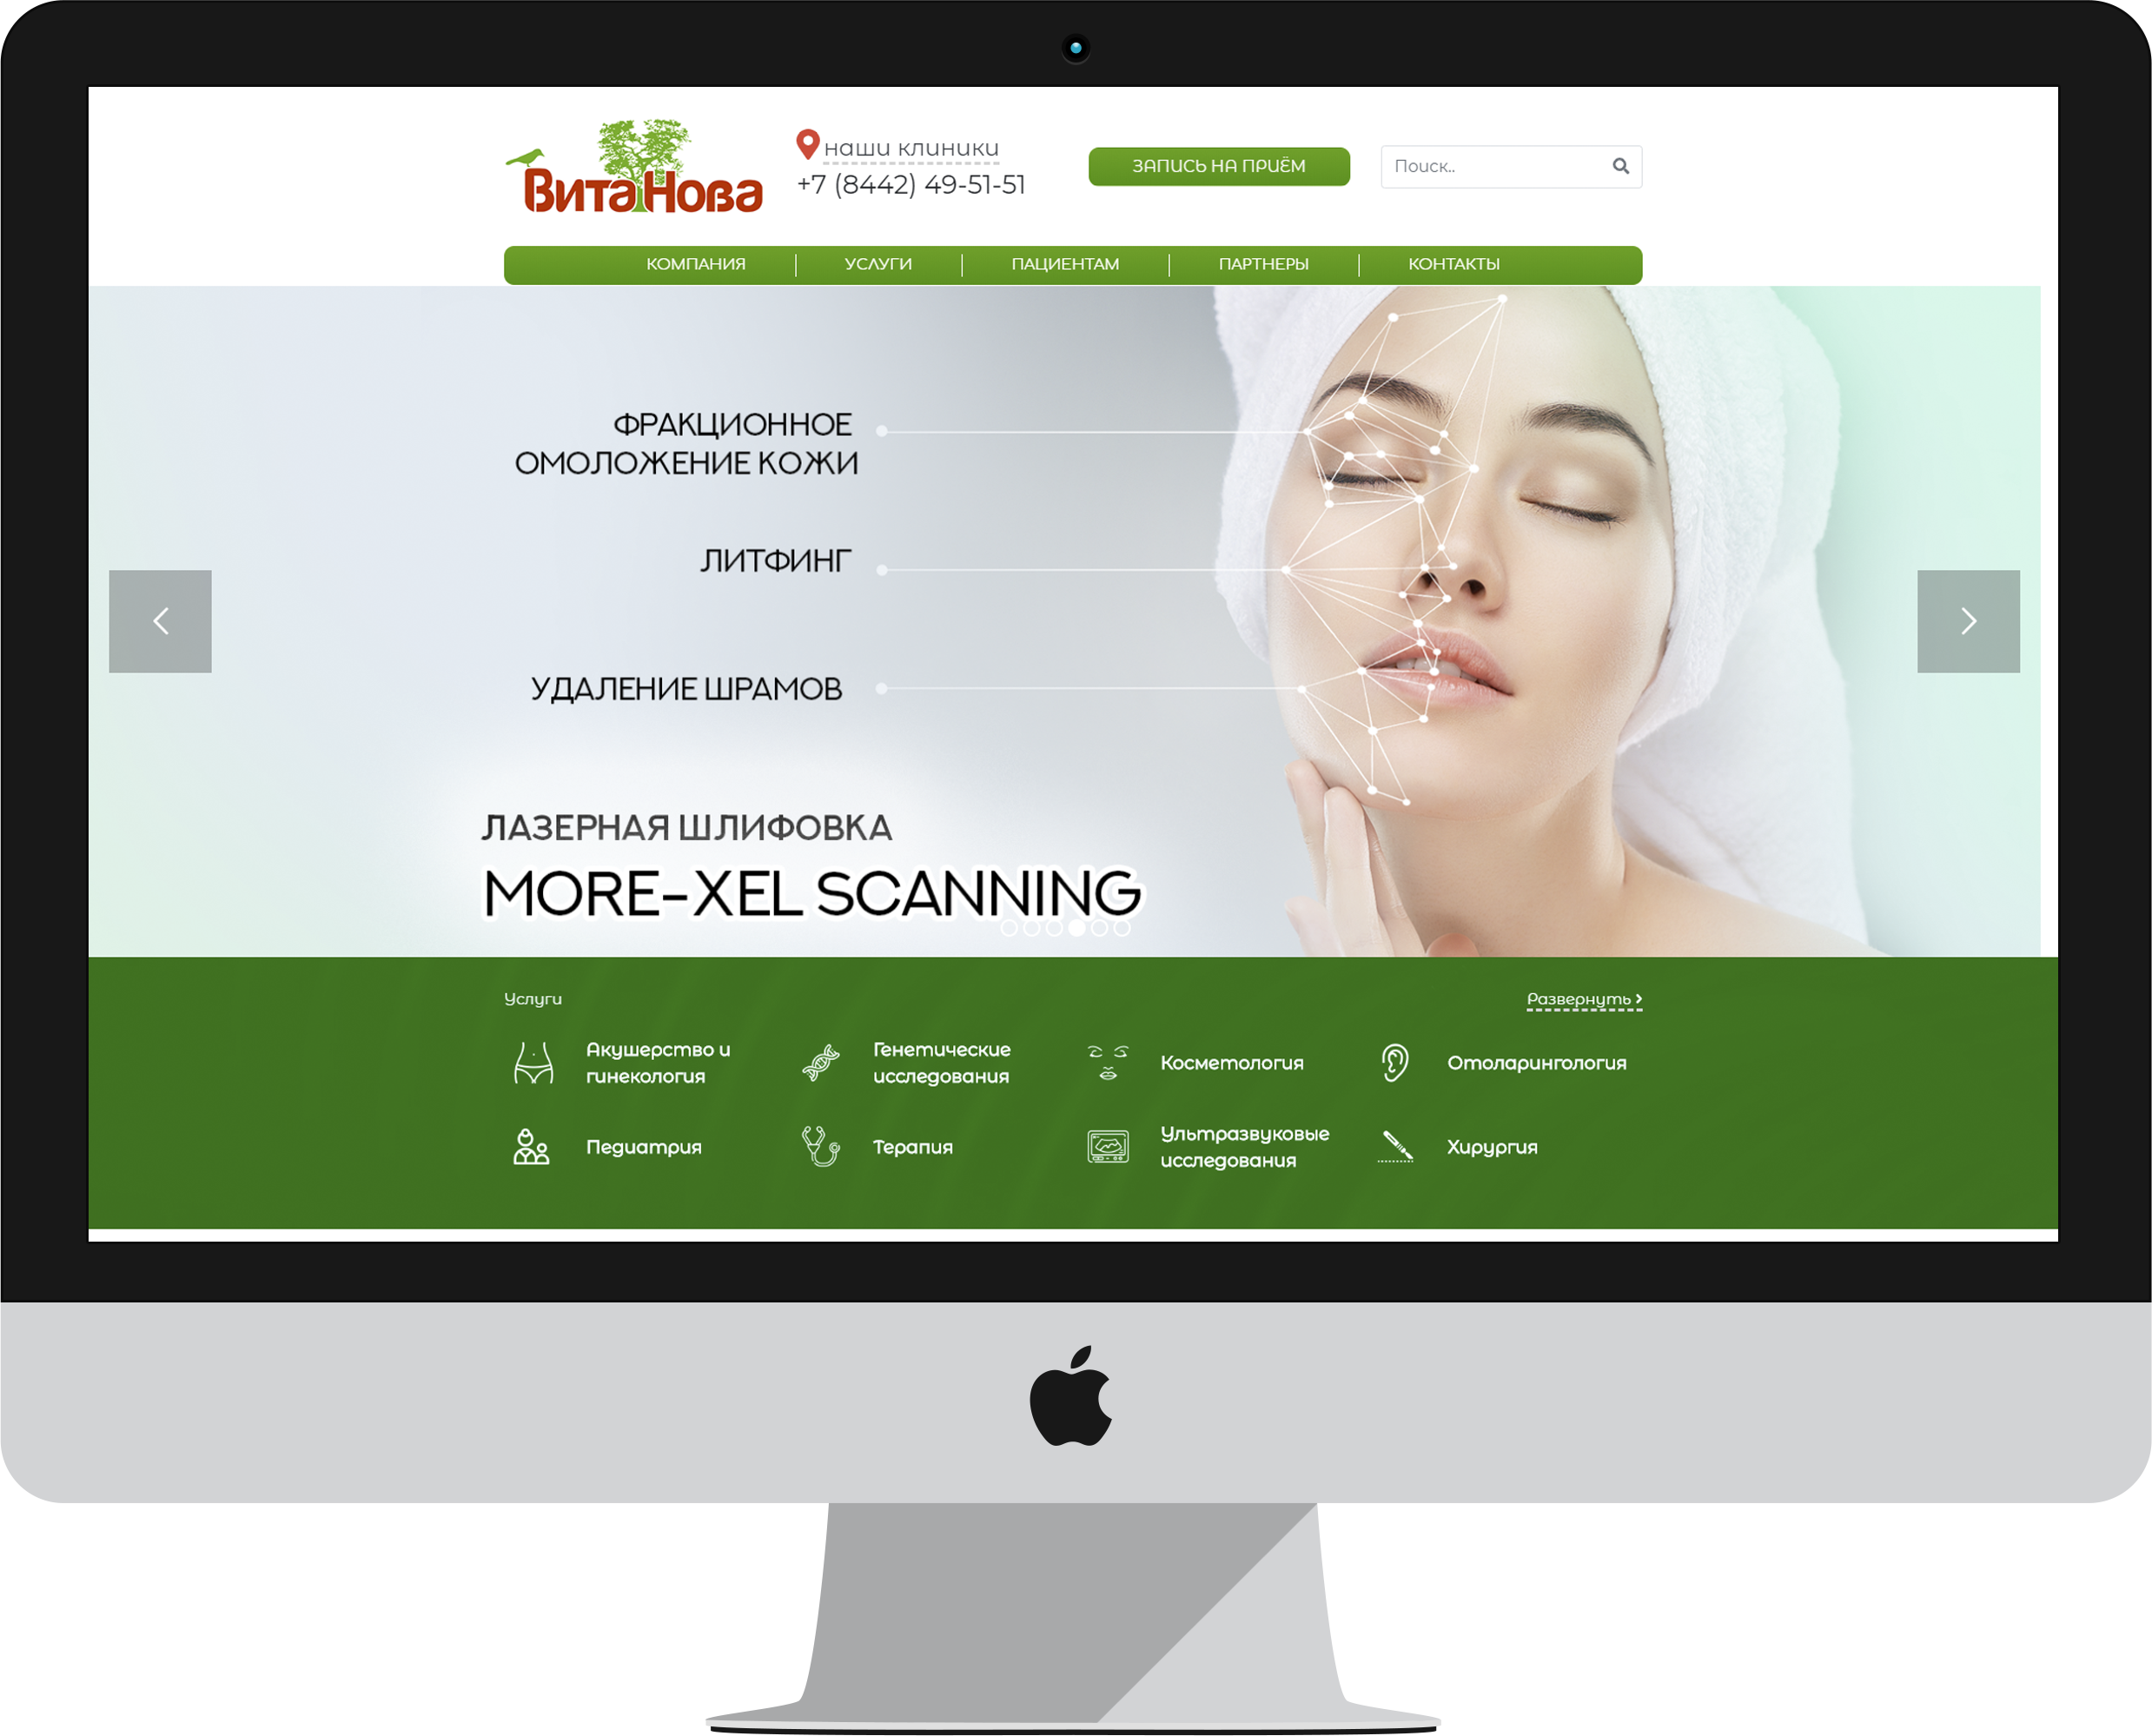 ВитаНова
наши клиники
+7 (8442) 49-51-51
ЗАПИСЬ НА ПРИЁМ
Поиск..
КОМПАНИЯ
УСЛУГИ
ПАЦИЕНТАМ
ПАРТНЕРЫ
КОНТАКТЫ
ФРАКЦИОННОЕ
ОМОЛОЖЕНИЕ КОЖИ
ЛИТФИНГ
УДАЛЕНИЕ ШРАМОВ
ЛАЗЕРНАЯ ШЛИФОВКА
MORE-XEL SCANNING
Услуги
Развернуть
Акушерство и
гинекология
Генетические
исследования
Косметология
Отоларингология
Педиатрия
Терапия
Ультразвуковые
исследования
Хирургия